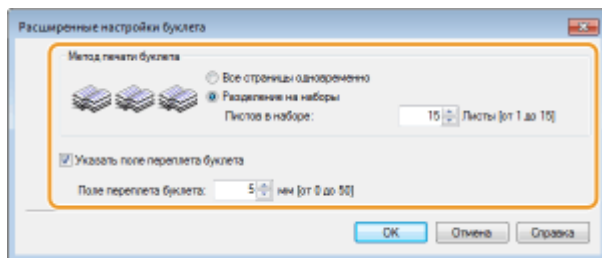 Расширенные настройки буклета
Метод печати буклета
Все страницы одновременно
Разделение на наборы
Листов в наборе: 15 Листы [от 1 до 15]
Указать поле переплета буклета
Поле переплета буклета: 5 мм [от 0 до 50]
OK Отмена Справка